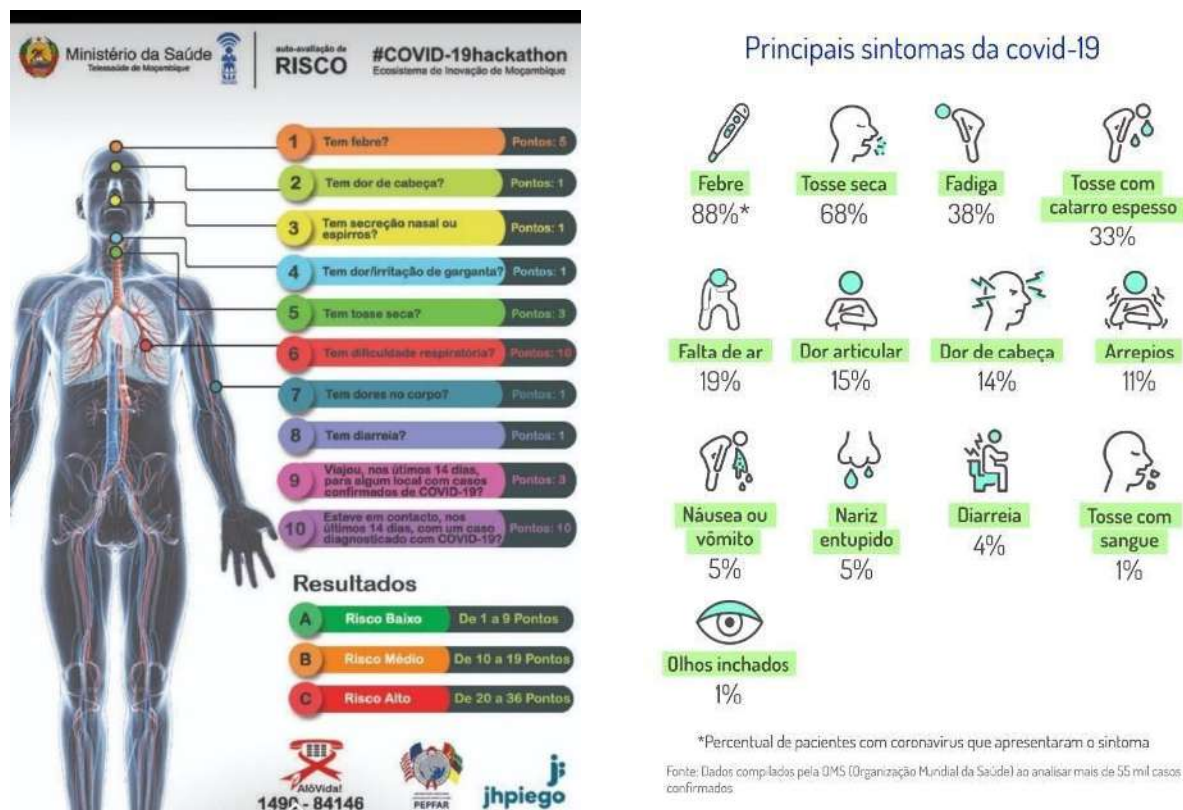 Ministério da Saúde
Telessaúde de Moçambique
auto-avaliação de
RISCO
#COVID-19hackathon
Ecosistema de Inovação de Moçambique
1 Tem febre? Pontos: 5
2 Tem dor de cabeça? Pontos: 1
3 Tem secreção nasal ou
espirros? Pontos: 1
4 Tem dor/irritação de garganta? Pontos: 1
5 Tem tosse seca? Pontos: 3
6 Tem dificuldade respiratória? Pontos: 10
7 Tem dores no corpo? Pontos: 1
8 Tem diarreia? Pontos: 1
9 Viajou, nos útimos 14 dias,
para algum local com casos
confirmados de COVID-19? Pontos: 3
10 Esteve em contacto, nos
últimos 14 dias, com um caso
diagnosticado com COVID-19? Pontos: 10
Resultados
A Risco Baixo De 1 a 9 Pontos
B Risco Médio De 10 a 19 Pontos
C Risco Alto De 20 a 36 Pontos
AlôVida!
1490 - 84146
PEPFAR
jhpiego
Principais sintomas da covid-19
Febre
88%*
Tosse seca
68%
Fadiga
38%
Tosse com
catarro espesso
33%
Falta de ar
19%
Dor articular
15%
Dor de cabeça
14%
Arrepios
11%
Náusea ou
vômito
5%
Nariz
entupido
5%
Diarreia
4%
Tosse com
sangue
1%
Olhos inchados
1%
*Percentual de pacientes com coronavírus que apresentaram o sintoma
Fonte: Dados compilados pela OMS (Organização Mundial da Saúde) ao analisar mais de 55 mil casos
confirmados